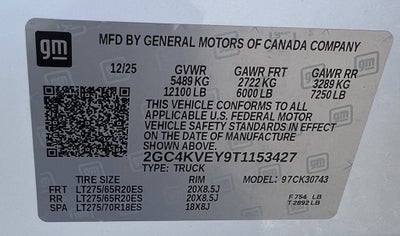 gm
MFD BY GENERAL MOTORS OF CANADA COMPANY
12/25 GVWR GAWR FRT GAWR RR
5489 KG 2722 KG 3289 KG
12100 LB 6000 LB 7250 LB
THIS VEHICLE CONFORMS TO ALL
APPLICABLE U.S. FEDERAL MOTOR
VEHICLE SAFETY STANDARDS IN EFFECT
ON THE DATE OF MANUFACTURE
SHOWN ABOVE.
2GC4KVEY9T1153427
TYPE: TRUCK MODEL: 97CK30743
TIRE SIZE RIM
FRT LT275/65R20ES 20X8.5J F 754 LB
RR LT275/65R20ES 20X8.5J T 2892 LB
SPA LT275/70R18ES 18X8J